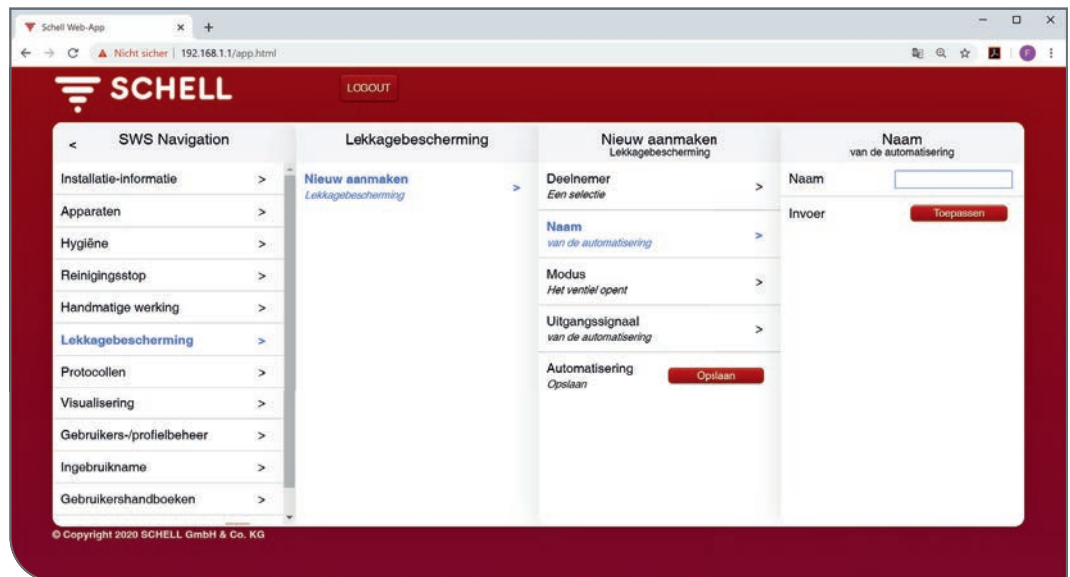 Schell Web-App
Nicht sicher | 192.168.1.1/app.html
F
SCHELL
LOGOUT
< SWS Navigation
Installatie-informatie >
Apparaten >
Hygiëne >
Reinigingsstop >
Handmatige werking >
Lekkagebescherming >
Protocollen >
Visualisering >
Gebruikers-/profielbeheer >
Ingebruikname >
Gebruikershandboeken >
Lekkagebescherming
Nieuw aanmaken >
Lekkagebescherming
Nieuw aanmaken
Lekkagebescherming
Deelnemer >
Een selectie
Naam >
van de automatisering
Modus >
Het ventiel opent
Uitgangssignaal >
van de automatisering
Automatisering Opslaan
Opslaan
Naam
van de automatisering
Naam
Invoer Toepassen
© Copyright 2020 SCHELL GmbH & Co. KG